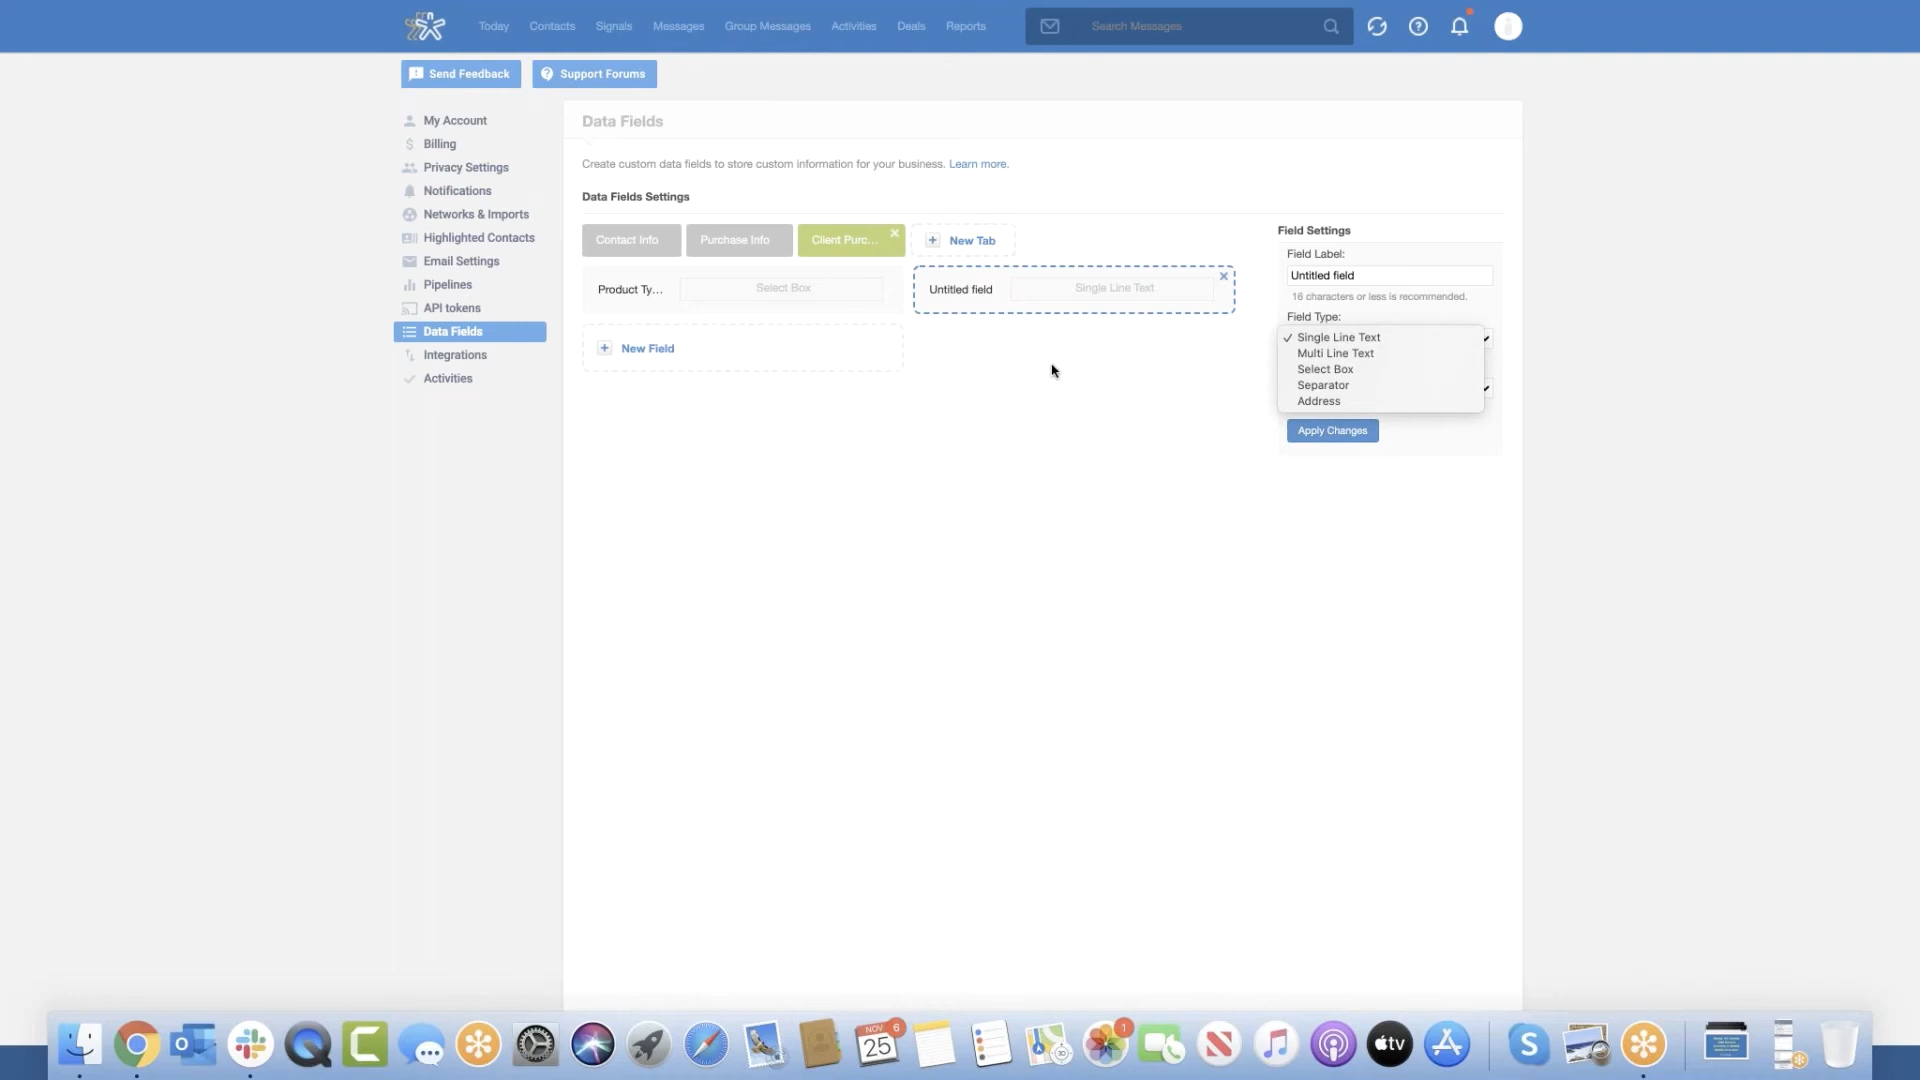 Today Contacts Signals Messages Group Messages Activities Deals Reports Search Messages
Send Feedback Support Forums
My Account
Billing
Privacy Settings
Notifications
Networks & Imports
Highlighted Contacts
Email Settings
Pipelines
API tokens
Data Fields
Integrations
Activities
Data Fields
Create custom data fields to store custom information for your business. Learn more.
Data Fields Settings
Contact Info Purchase Info Client Purc... New Tab
Product Ty... Select Box Untitled field Single Line Text
New Field
Field Settings
Field Label:
Untitled field
16 characters or less is recommended.
Field Type:
✓ Single Line Text
Multi Line Text
Select Box
Separator
Address
Apply Changes
NOV
6
25
1
tv